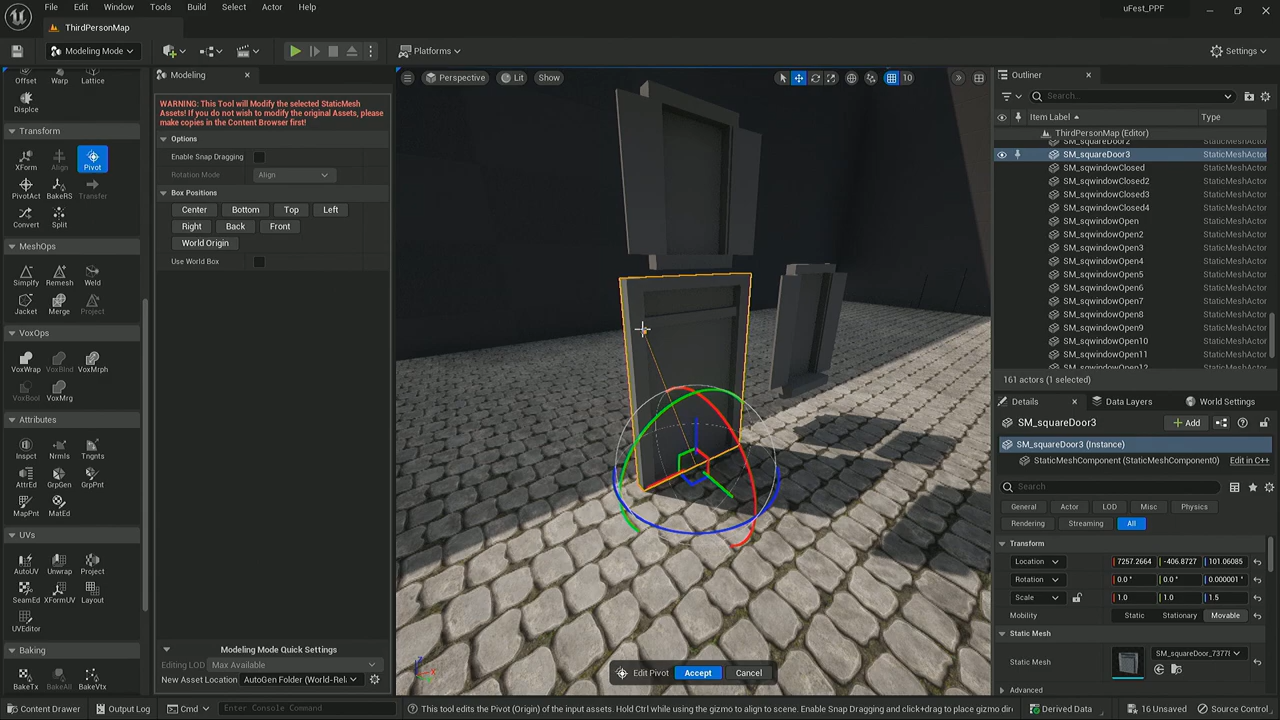 File Edit Window Tools Build Select Actor Help
uFest_PPF
ThirdPersonMap
Modeling Mode
Platforms
Settings
Offset Warp Lattice
Displce
Transform
XForm Align Pivot
PivotAct BakeRS Transfer
Convert Split
MeshOps
Simplfy Remesh Weld
Jacket Merge Project
VoxOps
VoxWrap VoxBlnd VoxMrph
VoxBool VoxMrg
Attributes
Inspct Nrmls Tngnts
AttrEd GrpGen GrpPnt
MapPnt MatEd
UVs
AutoUV Unwrap Project
SeamEd XFormUV Layout
UVEditor
Baking
BakeTx BakeAll BakeVtx
Modeling
WARNING: This Tool will Modify the selected StaticMesh
Assets! If you do not wish to modify the original Assets, please
make copies in the Content Browser first!
Options
Enable Snap Dragging
Rotation Mode Align
Box Positions
Center Bottom Top Left
Right Back Front
World Origin
Use World Box
Modeling Mode Quick Settings
Editing LOD Max Available
New Asset Location AutoGen Folder (World-Rela
Perspective Lit Show
10
Edit Pivot Accept Cancel
Outliner
Search...
Item Label Type
ThirdPersonMap (Editor)
SM_squareDoor2 StaticMeshActor
SM_squareDoor3 StaticMeshActor
SM_sqwindowClosed StaticMeshActor
SM_sqwindowClosed2 StaticMeshActor
SM_sqwindowClosed3 StaticMeshActor
SM_sqwindowClosed4 StaticMeshActor
SM_sqwindowOpen StaticMeshActor
SM_sqwindowOpen2 StaticMeshActor
SM_sqwindowOpen3 StaticMeshActor
SM_sqwindowOpen4 StaticMeshActor
SM_sqwindowOpen5 StaticMeshActor
SM_sqwindowOpen6 StaticMeshActor
SM_sqwindowOpen7 StaticMeshActor
SM_sqwindowOpen8 StaticMeshActor
SM_sqwindowOpen9 StaticMeshActor
SM_sqwindowOpen10 StaticMeshActor
SM_sqwindowOpen11 StaticMeshActor
SM_sqwindowOpen12 StaticMeshActor
161 actors (1 selected)
Details Data Layers World Settings
SM_squareDoor3 Add
SM_squareDoor3 (Instance)
StaticMeshComponent (StaticMeshComponent0) Edit in C++
Search
General Actor LOD Misc Physics
Rendering Streaming All
Transform
Location 7257.2664 -406.8727 101.06085
Rotation 0.0 ° 0.0 ° 0.000001 °
Scale 1.0 1.0 1.5
Mobility Static Stationary Movable
Static Mesh
Static Mesh SM_squareDoor_7377
Advanced
Content Drawer Output Log Cmd Enter Console Command
This tool edits the Pivot (Origin) of the input assets. Hold Ctrl while using the gizmo to align to scene. Enable Snap Dragging and click+drag to place gizmo dir
Derived Data 16 Unsaved Source Control